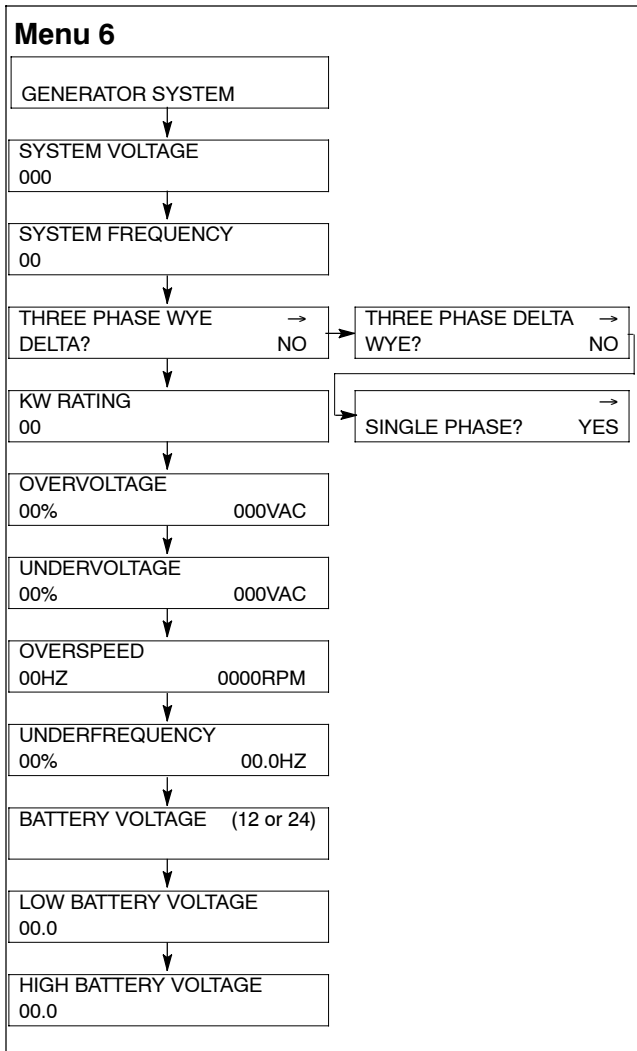 Menu 6
GENERATOR SYSTEM
SYSTEM VOLTAGE
000
SYSTEM FREQUENCY
00
THREE PHASE WYE →
DELTA? NO
THREE PHASE DELTA →
WYE? NO
→
SINGLE PHASE? YES
KW RATING
00
OVERVOLTAGE
00% 000VAC
UNDERVOLTAGE
00% 000VAC
OVERSPEED
00HZ 0000RPM
UNDERFREQUENCY
00% 00.0HZ
BATTERY VOLTAGE (12 or 24)
LOW BATTERY VOLTAGE
00.0
HIGH BATTERY VOLTAGE
00.0